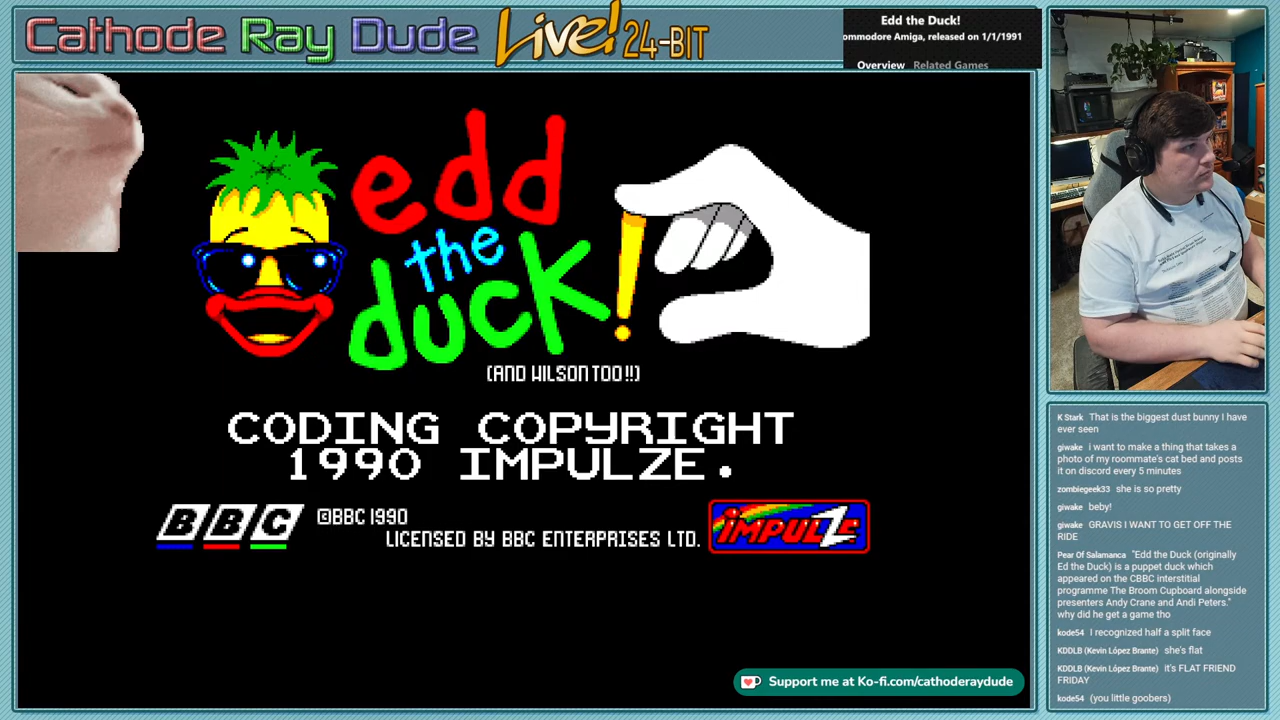 Cathode Ray Dude Live! 24-BIT
Edd the Duck!
ommodore Amiga, released on 1/1/1991
Overview Related Games
edd
the
duck!
(AND WILSON TOO!!)
CODING COPYRIGHT
1990 IMPULZE.
BBC ©BBC 1990
LICENSED BY BBC ENTERPRISES LTD.
IMPULZE
Support me at Ko-fi.com/cathoderaydude
K Stark That is the biggest dust bunny I have
ever seen
giwake i want to make a thing that takes a
photo of my roommate's cat bed and posts
it on discord every 5 minutes
zombiegeek33 she is so pretty
giwake beby!
giwake GRAVIS I WANT TO GET OFF THE
RIDE
Pear Of Salamanca "Edd the Duck (originally
Ed the Duck) is a puppet duck which
appeared on the CBBC interstitial
programme The Broom Cupboard alongside
presenters Andy Crane and Andi Peters."
why did he get a game tho
kode54 I recognized half a split face
KDDLB (Kevin López Brante) she's flat
KDDLB (Kevin López Brante) it's FLAT FRIEND
FRIDAY
kode54 (you little goobers)